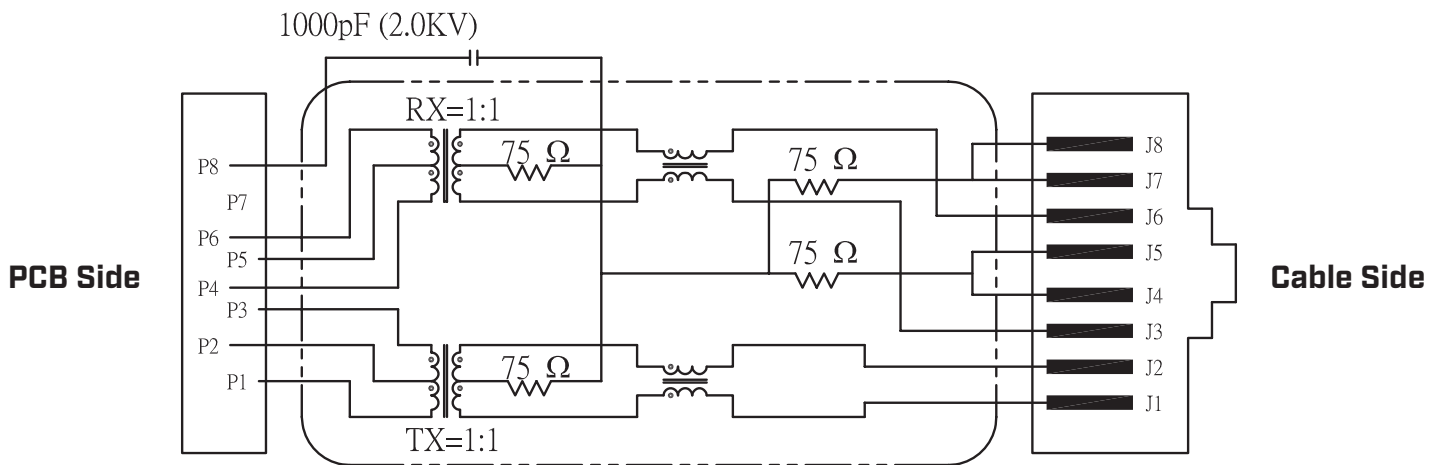 1000pF (2.0KV)
RX=1:1
75 Ω
75 Ω
75 Ω
75 Ω
TX=1:1
PCB Side
P8
P7
P6
P5
P4
P3
P2
P1
J8
J7
J6
J5
J4
J3
J2
J1
Cable Side